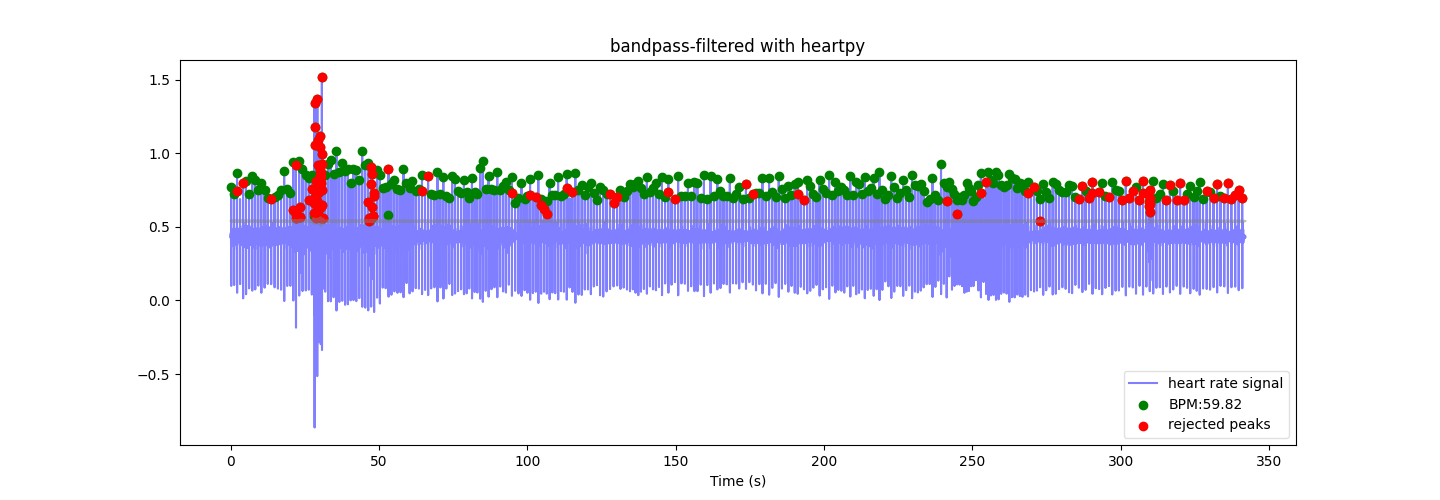 bandpass-filtered with heartpy
1.5
1.0
0.5
0.0
−0.5
0 50 100 150 200 250 300 350
Time (s)
heart rate signal
BPM:59.82
rejected peaks